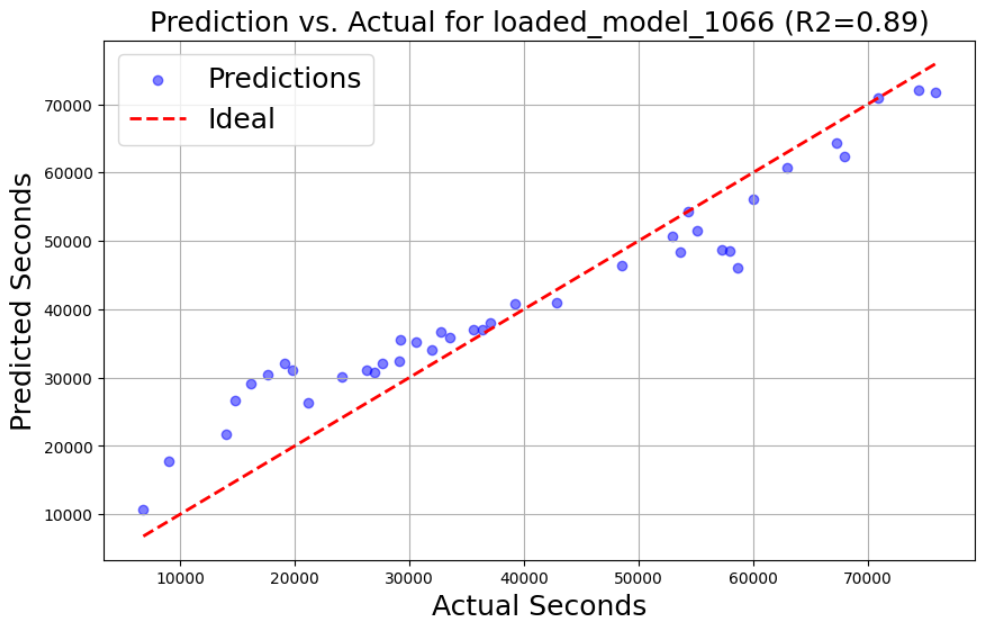 Prediction vs. Actual for loaded_model_1066 (R2=0.89)
Predictions
Ideal
Predicted Seconds
70000
60000
50000
40000
30000
20000
10000
10000 20000 30000 40000 50000 60000 70000
Actual Seconds